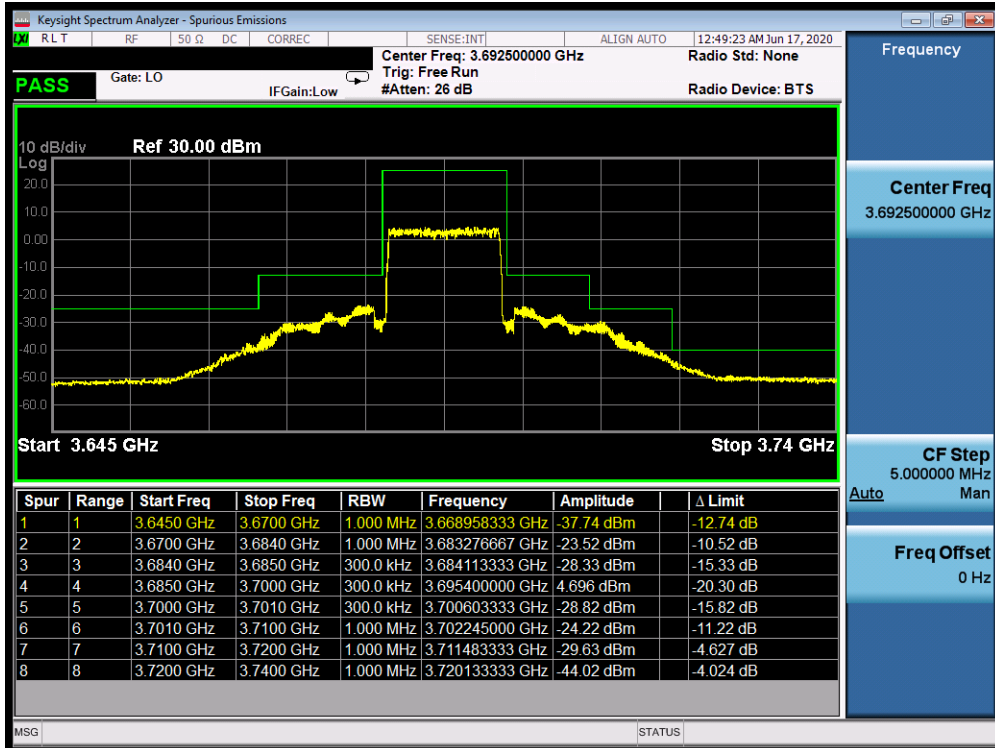 Keysight Spectrum Analyzer - Spurious Emissions
LXI RLT RF 50 Ω DC CORREC SENSE:INT ALIGN AUTO 12:49:23 AM Jun 17, 2020
Center Freq: 3.692500000 GHz Radio Std: None
PASS Gate: LO Trig: Free Run
IFGain:Low #Atten: 26 dB Radio Device: BTS
10 dB/div Ref 30.00 dBm
Log
20.0
10.0
0.00
-10.0
-20.0
-30.0
-40.0
-50.0
-60.0
Start 3.645 GHz Stop 3.74 GHz
Spur Range Start Freq Stop Freq RBW Frequency Amplitude Δ Limit
1 1 3.6450 GHz 3.6700 GHz 1.000 MHz 3.668958333 GHz -37.74 dBm -12.74 dB
2 2 3.6700 GHz 3.6840 GHz 1.000 MHz 3.683276667 GHz -23.52 dBm -10.52 dB
3 3 3.6840 GHz 3.6850 GHz 300.0 kHz 3.684113333 GHz -28.33 dBm -15.33 dB
4 4 3.6850 GHz 3.7000 GHz 300.0 kHz 3.695400000 GHz 4.696 dBm -20.30 dB
5 5 3.7000 GHz 3.7010 GHz 300.0 kHz 3.700603333 GHz -28.82 dBm -15.82 dB
6 6 3.7010 GHz 3.7100 GHz 1.000 MHz 3.702245000 GHz -24.22 dBm -11.22 dB
7 7 3.7100 GHz 3.7200 GHz 1.000 MHz 3.711483333 GHz -29.63 dBm -4.627 dB
8 8 3.7200 GHz 3.7400 GHz 1.000 MHz 3.720133333 GHz -44.02 dBm -4.024 dB
MSG STATUS
Frequency
Center Freq
3.692500000 GHz
CF Step
5.000000 MHz
Auto Man
Freq Offset
0 Hz